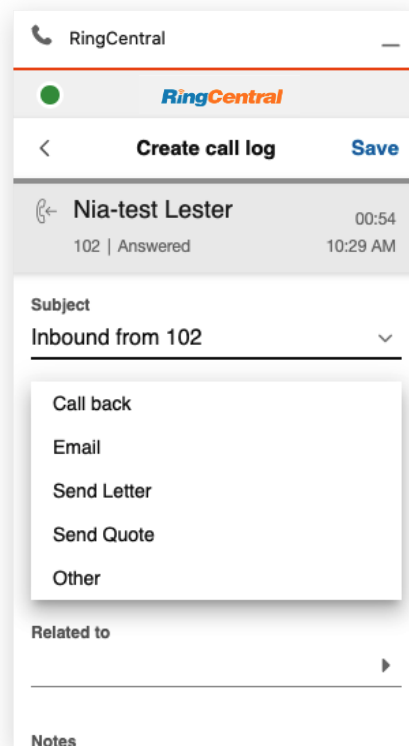 RingCentral
RingCentral
Create call log Save
Nia-test Lester 00:54
102 | Answered 10:29 AM
Subject
Inbound from 102
Call back
Email
Send Letter
Send Quote
Other
Related to
Notes